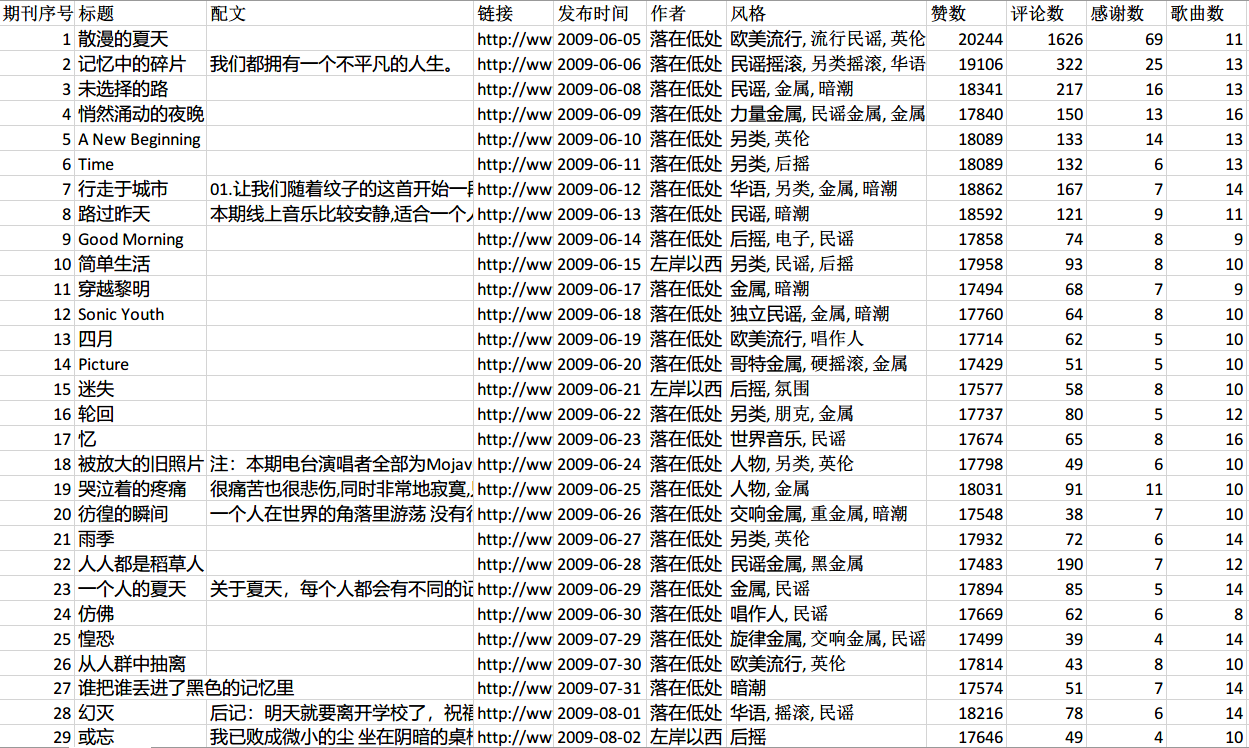 期刊序号 标题 配文 链接 发布时间 作者 风格 赞数 评论数 感谢数 歌曲数
1 散漫的夏天 http://ww 2009-06-05 落在低处 欧美流行, 流行民谣, 英伦 20244 1626 69 11
2 记忆中的碎片 我们都拥有一个不平凡的人生。 http://ww 2009-06-06 落在低处 民谣摇滚, 另类摇滚, 华语 19106 322 25 13
3 未选择的路 http://ww 2009-06-08 落在低处 民谣, 金属, 暗潮 18341 217 16 13
4 悄然涌动的夜晚 http://ww 2009-06-09 落在低处 力量金属, 民谣金属, 金属 17840 150 13 16
5 A New Beginning http://ww 2009-06-10 落在低处 另类, 英伦 18089 133 14 13
6 Time http://ww 2009-06-11 落在低处 另类, 后摇 18089 132 6 13
7 行走于城市 01.让我们随着纹子的这首开始一 http://ww 2009-06-12 落在低处 华语, 另类, 金属, 暗潮 18862 167 7 14
8 路过昨天 本期线上音乐比较安静,适合一个人 http://ww 2009-06-13 落在低处 民谣, 暗潮 18592 121 9 11
9 Good Morning http://ww 2009-06-14 落在低处 后摇, 电子, 民谣 17858 74 8 9
10 简单生活 http://ww 2009-06-15 左岸以西 另类, 民谣, 后摇 17958 93 8 10
11 穿越黎明 http://ww 2009-06-17 落在低处 金属, 暗潮 17494 68 7 9
12 Sonic Youth http://ww 2009-06-18 落在低处 独立民谣, 金属, 暗潮 17760 64 8 10
13 四月 http://ww 2009-06-19 落在低处 欧美流行, 唱作人 17714 62 5 10
14 Picture http://ww 2009-06-20 落在低处 哥特金属, 硬摇滚, 金属 17429 51 5 10
15 迷失 http://ww 2009-06-21 左岸以西 后摇, 氛围 17577 58 8 10
16 轮回 http://ww 2009-06-22 落在低处 另类, 朋克, 金属 17737 80 5 12
17 忆 http://ww 2009-06-23 落在低处 世界音乐, 民谣 17674 65 8 16
18 被放大的旧照片 注：本期电台演唱者全部为Mojav http://ww 2009-06-24 落在低处 人物, 另类, 英伦 17798 49 6 10
19 哭泣着的疼痛 很痛苦也很悲伤,同时非常地寂寞, http://ww 2009-06-25 落在低处 人物, 金属 18031 91 11 10
20 彷徨的瞬间 一个人在世界的角落里游荡 没有 http://ww 2009-06-26 落在低处 交响金属, 重金属, 暗潮 17548 38 7 10
21 雨季 http://ww 2009-06-27 落在低处 另类, 英伦 17932 72 6 14
22 人人都是稻草人 http://ww 2009-06-28 落在低处 民谣金属, 黑金属 17483 190 7 12
23 一个人的夏天 关于夏天，每个人都会有不同的记 http://ww 2009-06-29 落在低处 金属, 民谣 17894 85 5 14
24 仿佛 http://ww 2009-06-30 落在低处 唱作人, 民谣 17669 62 6 8
25 惶恐 http://ww 2009-07-29 落在低处 旋律金属, 交响金属, 民谣 17499 39 4 14
26 从人群中抽离 http://ww 2009-07-30 落在低处 欧美流行, 英伦 17814 43 8 10
27 谁把谁丢进了黑色的记忆里 http://ww 2009-07-31 落在低处 暗潮 17574 51 7 14
28 幻灭 后记：明天就要离开学校了，祝福 http://ww 2009-08-01 落在低处 华语, 摇滚, 民谣 18216 78 6 14
29 或忘 我已败成微小的尘 坐在阴暗的桌 http://ww 2009-08-02 左岸以西 后摇 17646 49 4 10